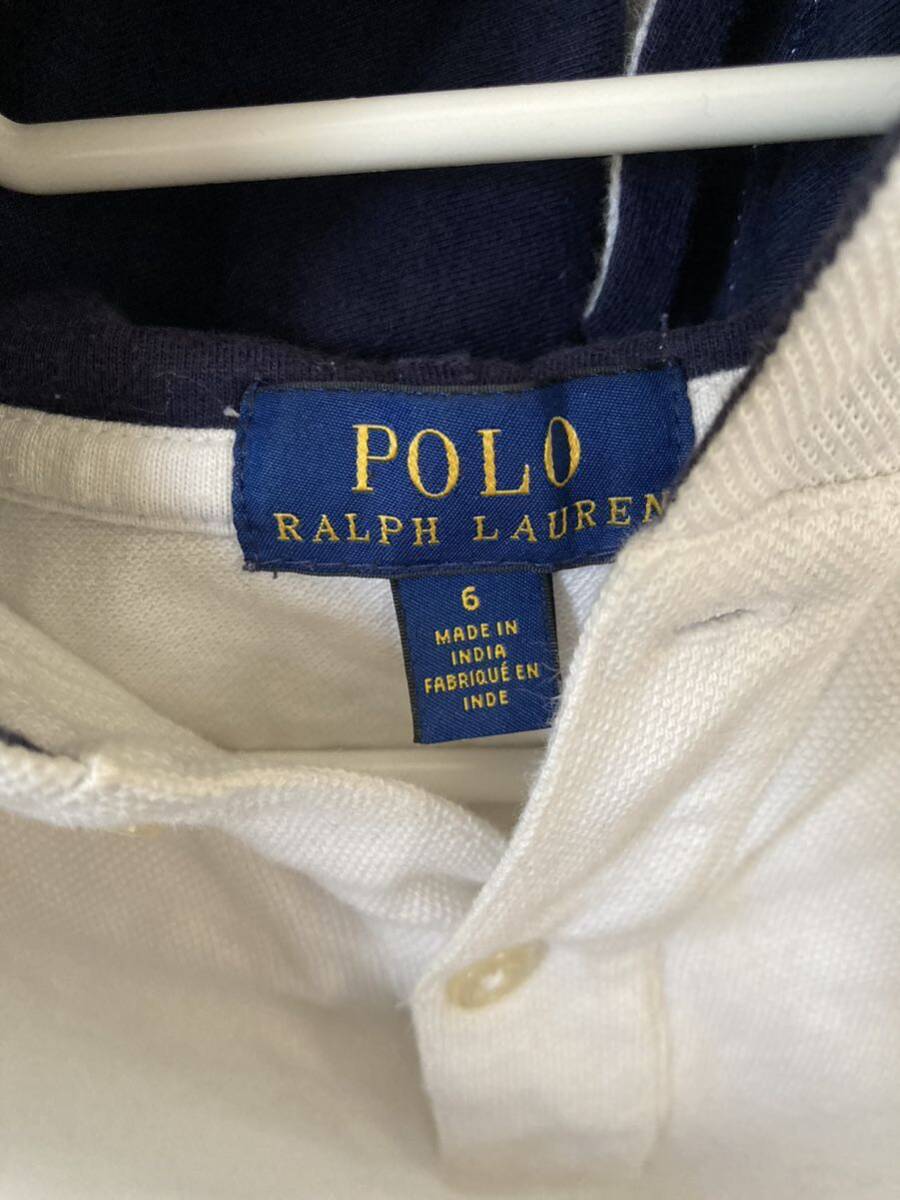 POLO
RALPH LAUREN
6
MADE IN
INDIA
FABRIQUÉ EN
INDE